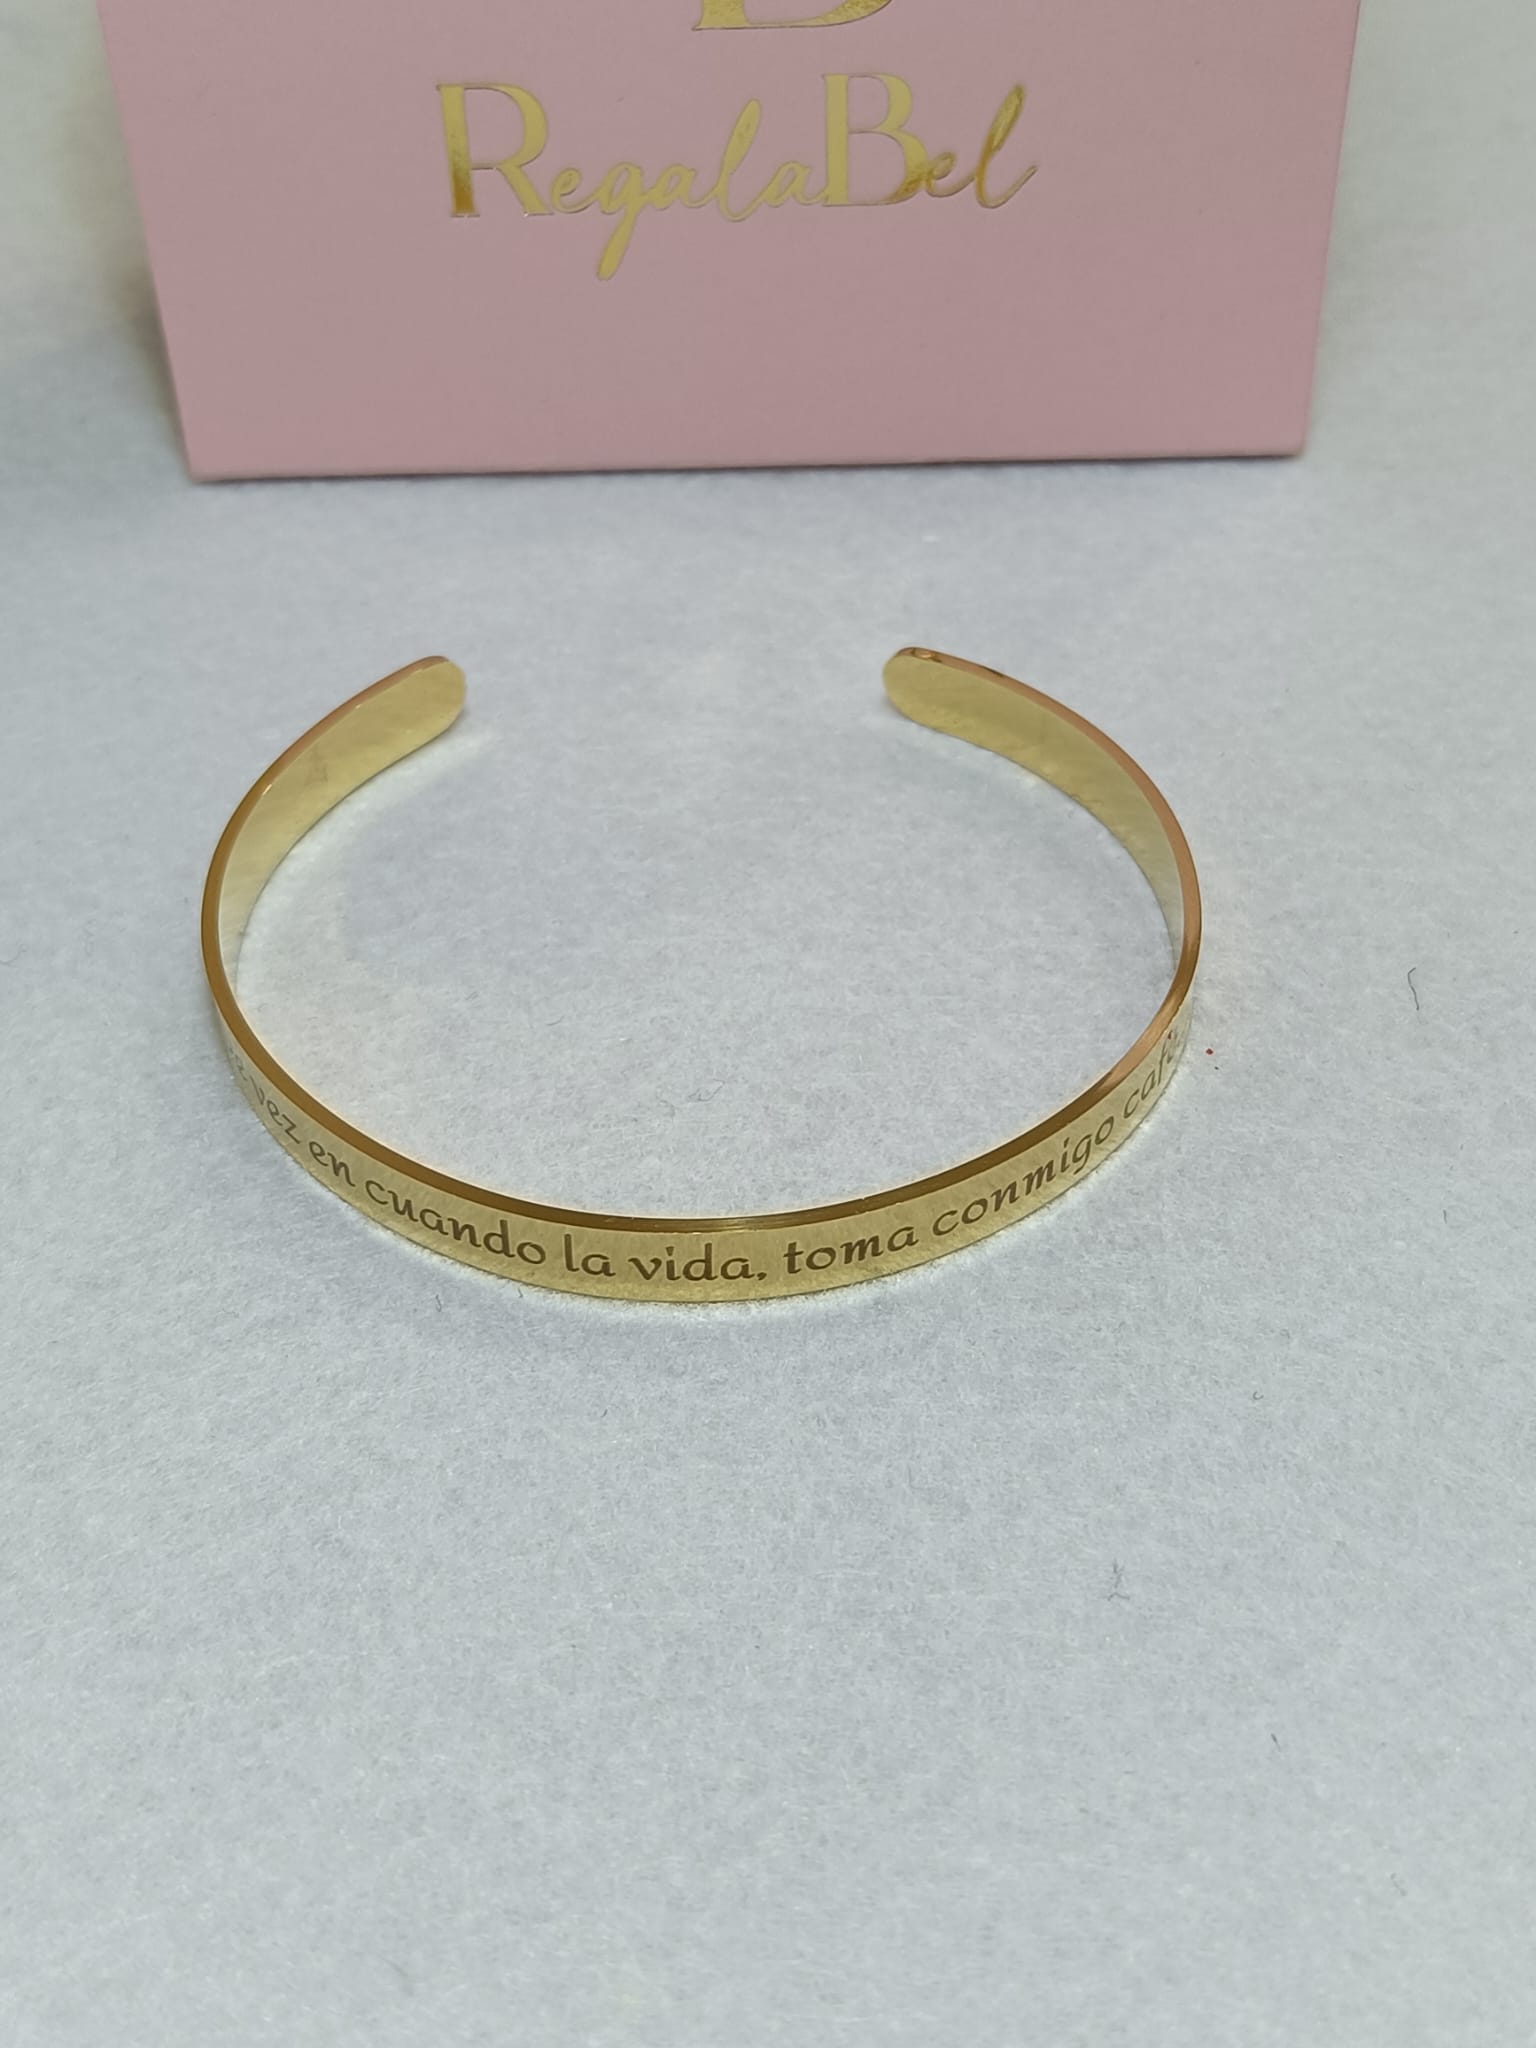 B
RegalaBel
vez en cuando la vida, toma conmigo café